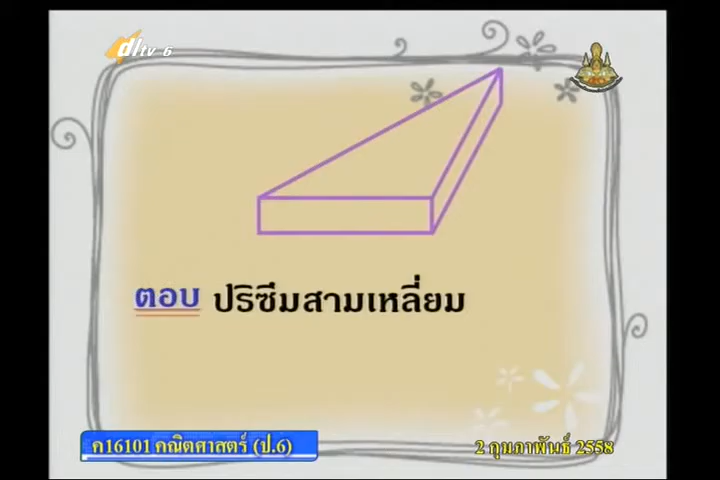 dltv 6
ตอบ ปริซึมสามเหลี่ยม
ค16101 คณิตศาสตร์ (ป.6)
2 กุมภาพันธ์ 2558